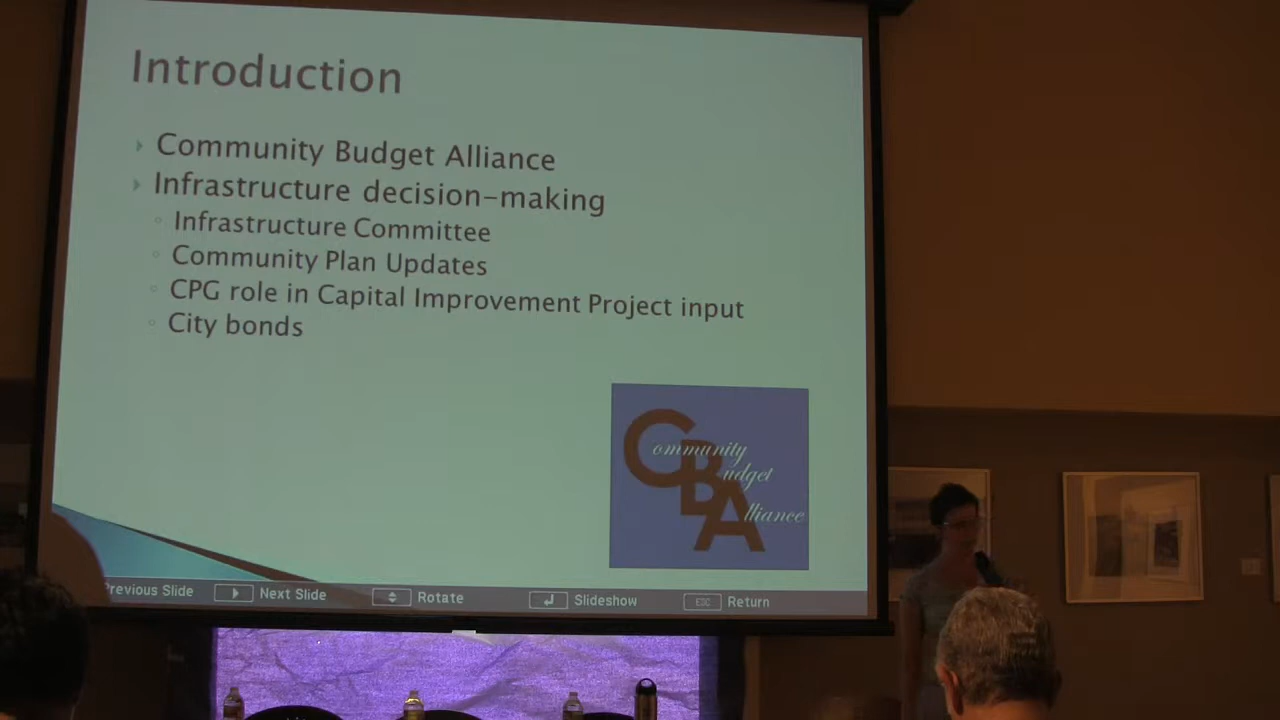 Introduction
Community Budget Alliance
Infrastructure decision-making
Infrastructure Committee
Community Plan Updates
CPG role in Capital Improvement Project input
City bonds
Community
Budget
Alliance
Previous Slide
Next Slide
Rotate
Slideshow
ESC Return